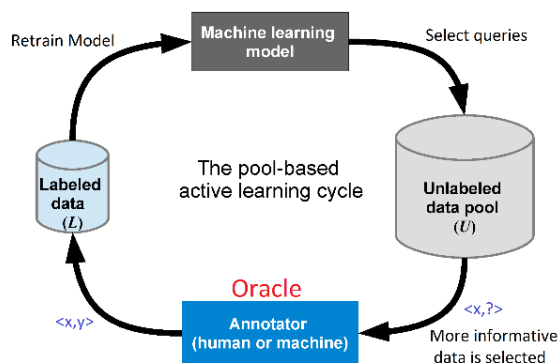 Retrain Model
Machine learning
model
Select queries
Labeled
data
(L)
The pool-based
active learning cycle
Unlabeled
data pool
(U)
Oracle
<x,y>
Annotator
(human or machine)
<x,?>
More informative
data is selected